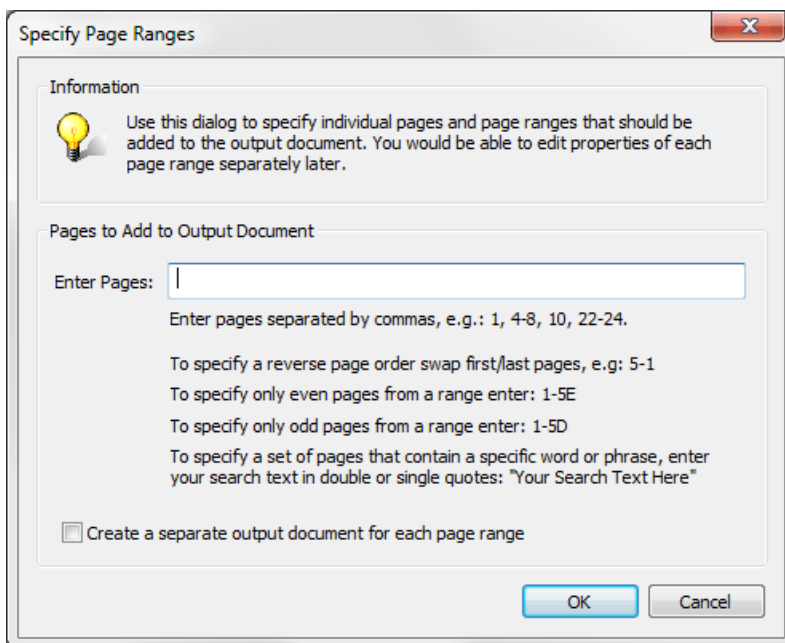 Specify Page Ranges
Information
Use this dialog to specify individual pages and page ranges that should be
added to the output document. You would be able to edit properties of each
page range separately later.
Pages to Add to Output Document
Enter Pages:
Enter pages separated by commas, e.g.: 1, 4-8, 10, 22-24.
To specify a reverse page order swap first/last pages, e.g: 5-1
To specify only even pages from a range enter: 1-5E
To specify only odd pages from a range enter: 1-5D
To specify a set of pages that contain a specific word or phrase, enter
your search text in double or single quotes: "Your Search Text Here"
Create a separate output document for each page range
OK Cancel